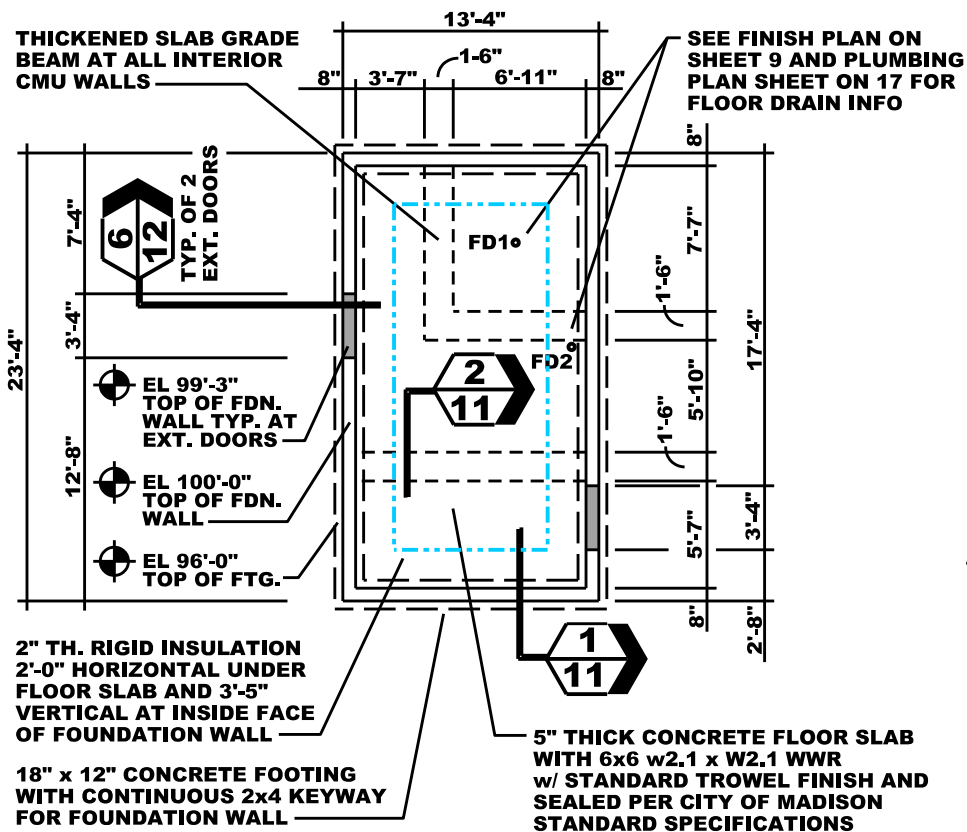 13'-4"
THICKENED SLAB GRADE
BEAM AT ALL INTERIOR
CMU WALLS
1-6"
8"
3'-7"
6'-11"
8"
SEE FINISH PLAN ON
SHEET 9 AND PLUMBING
PLAN SHEET ON 17 FOR
FLOOR DRAIN INFO
23'-4"
7'-4"
3'-4"
12'-8"
6
12
TYP. OF 2
EXT. DOORS
EL 99'-3"
TOP OF FDN.
WALL TYP. AT
EXT. DOORS
EL 100'-0"
TOP OF FDN.
WALL
EL 96'-0"
TOP OF FTG.
FD1
FD2
2
11
8"
7'-7"
1'-6"
5'-10"
1'-6"
5'-7"
8"
17'-4"
3'-4"
2'-8"
1
11
2" TH. RIGID INSULATION
2'-0" HORIZONTAL UNDER
FLOOR SLAB AND 3'-5"
VERTICAL AT INSIDE FACE
OF FOUNDATION WALL
18" x 12" CONCRETE FOOTING
WITH CONTINUOUS 2x4 KEYWAY
FOR FOUNDATION WALL
5" THICK CONCRETE FLOOR SLAB
WITH 6x6 w2.1 x W2.1 WWR
w/ STANDARD TROWEL FINISH AND
SEALED PER CITY OF MADISON
STANDARD SPECIFICATIONS